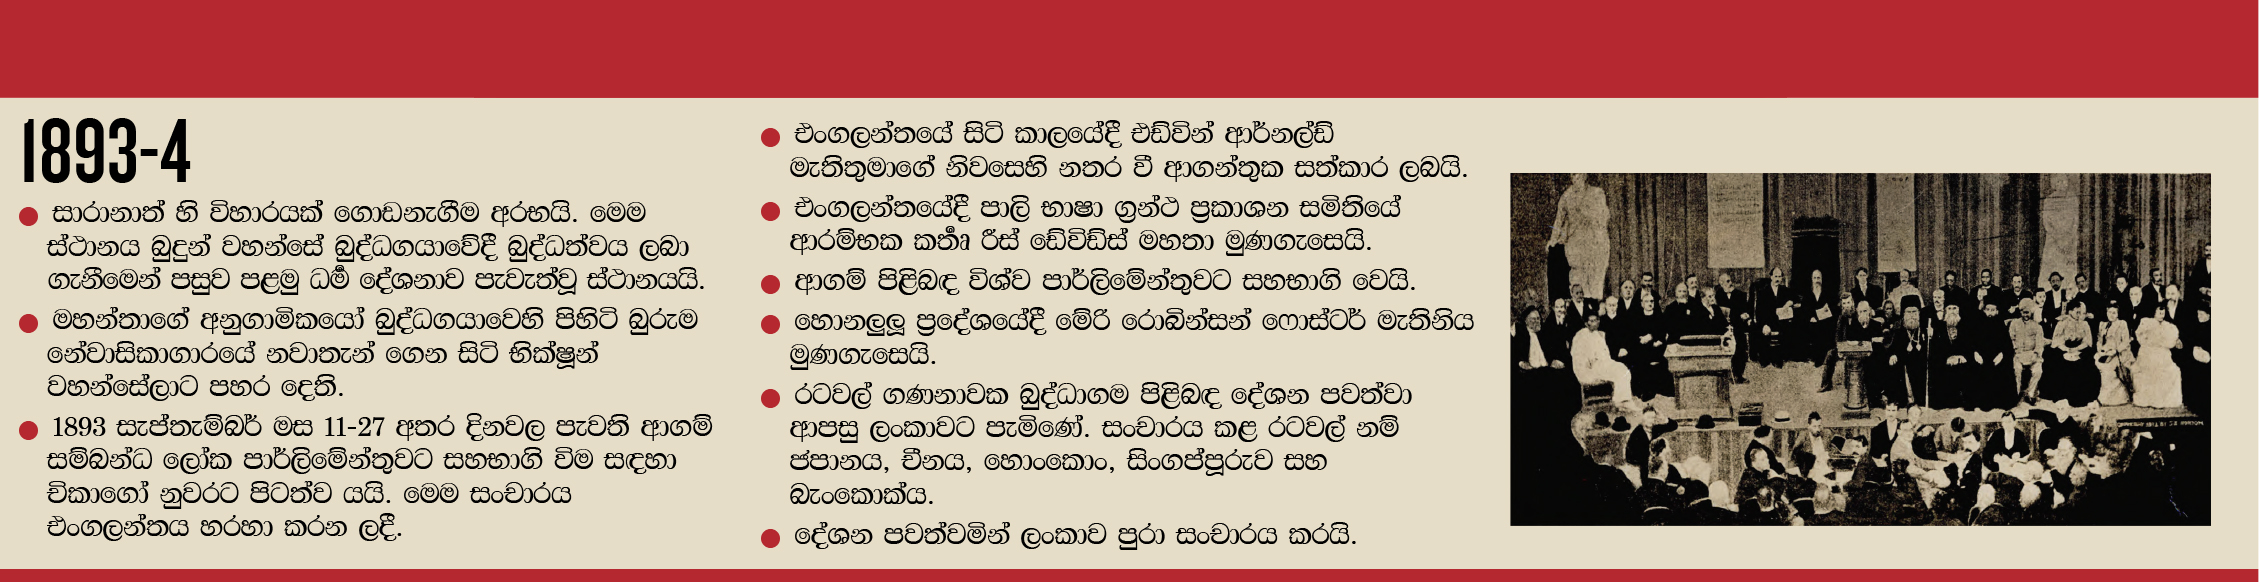 1893-4
● සාරානාත් හි විහාරයක් ගොඩනැගීම අරඹයි. මෙම
ස්ථානය බුදුන් වහන්සේ බුද්ධගයාවේදී බුද්ධත්වය ලබා
ගැනීමෙන් පසුව පළමු ධර්‍ම දේශනාව පැවැත්වූ ස්ථානයයි.
● මහන්තාගේ අනුගාමිකයෝ බුද්ධගයාවෙහි පිහිටි බුරුම
නේවාසිකාගාරයේ නවාතැන් ගෙන සිටි භික්ෂූන්
වහන්සේලාට පහර දෙති.
● 1893 සැප්තැම්බර් මස 11-27 අතර දිනවල පැවති ආගම්
සම්බන්ධ ලෝක පාර්ලිමේන්තුවට සහභාගි විම සඳහා
චිකාගෝ නුවරට පිටත්ව යයි. මෙම සංචාරය
එංගලන්තය හරහා කරන ලදී.
● එංගලන්තයේ සිටි කාලයේදී එඩ්වින් ආර්නල්ඩ්
මැතිතුමාගේ නිවසෙහි නතර වී ආගන්තුක සත්කාර ලබයි.
● එංගලන්තයේදී පාලි භාෂා ග්‍රන්ථ ප්‍රකාශන සමිතියේ
ආරම්භක කර්‍තෘ රීස් ඩේවිඩ්ස් මහතා මුණගැසෙයි.
● ආගම් පිළිබඳ විශ්ව පාර්ලිමේන්තුවට සහභාගි වෙයි.
● හොනලුලූ ප්‍රදේශයේදී මේරි රොබින්සන් ෆොස්ටර් මැතිනිය
මුණගැසෙයි.
● රටවල් ගණනාවක බුද්ධාගම පිළිබඳ දේශන පවත්වා
ආපසු ලංකාවට පැමිණේ. සංචාරය කළ රටවල් නම්
ජපානය, චීනය, හොංකොං, සිංගප්පූරුව සහ
බැංකොක්ය.
● දේශන පවත්වමින් ලංකාව පුරා සංචාරය කරයි.